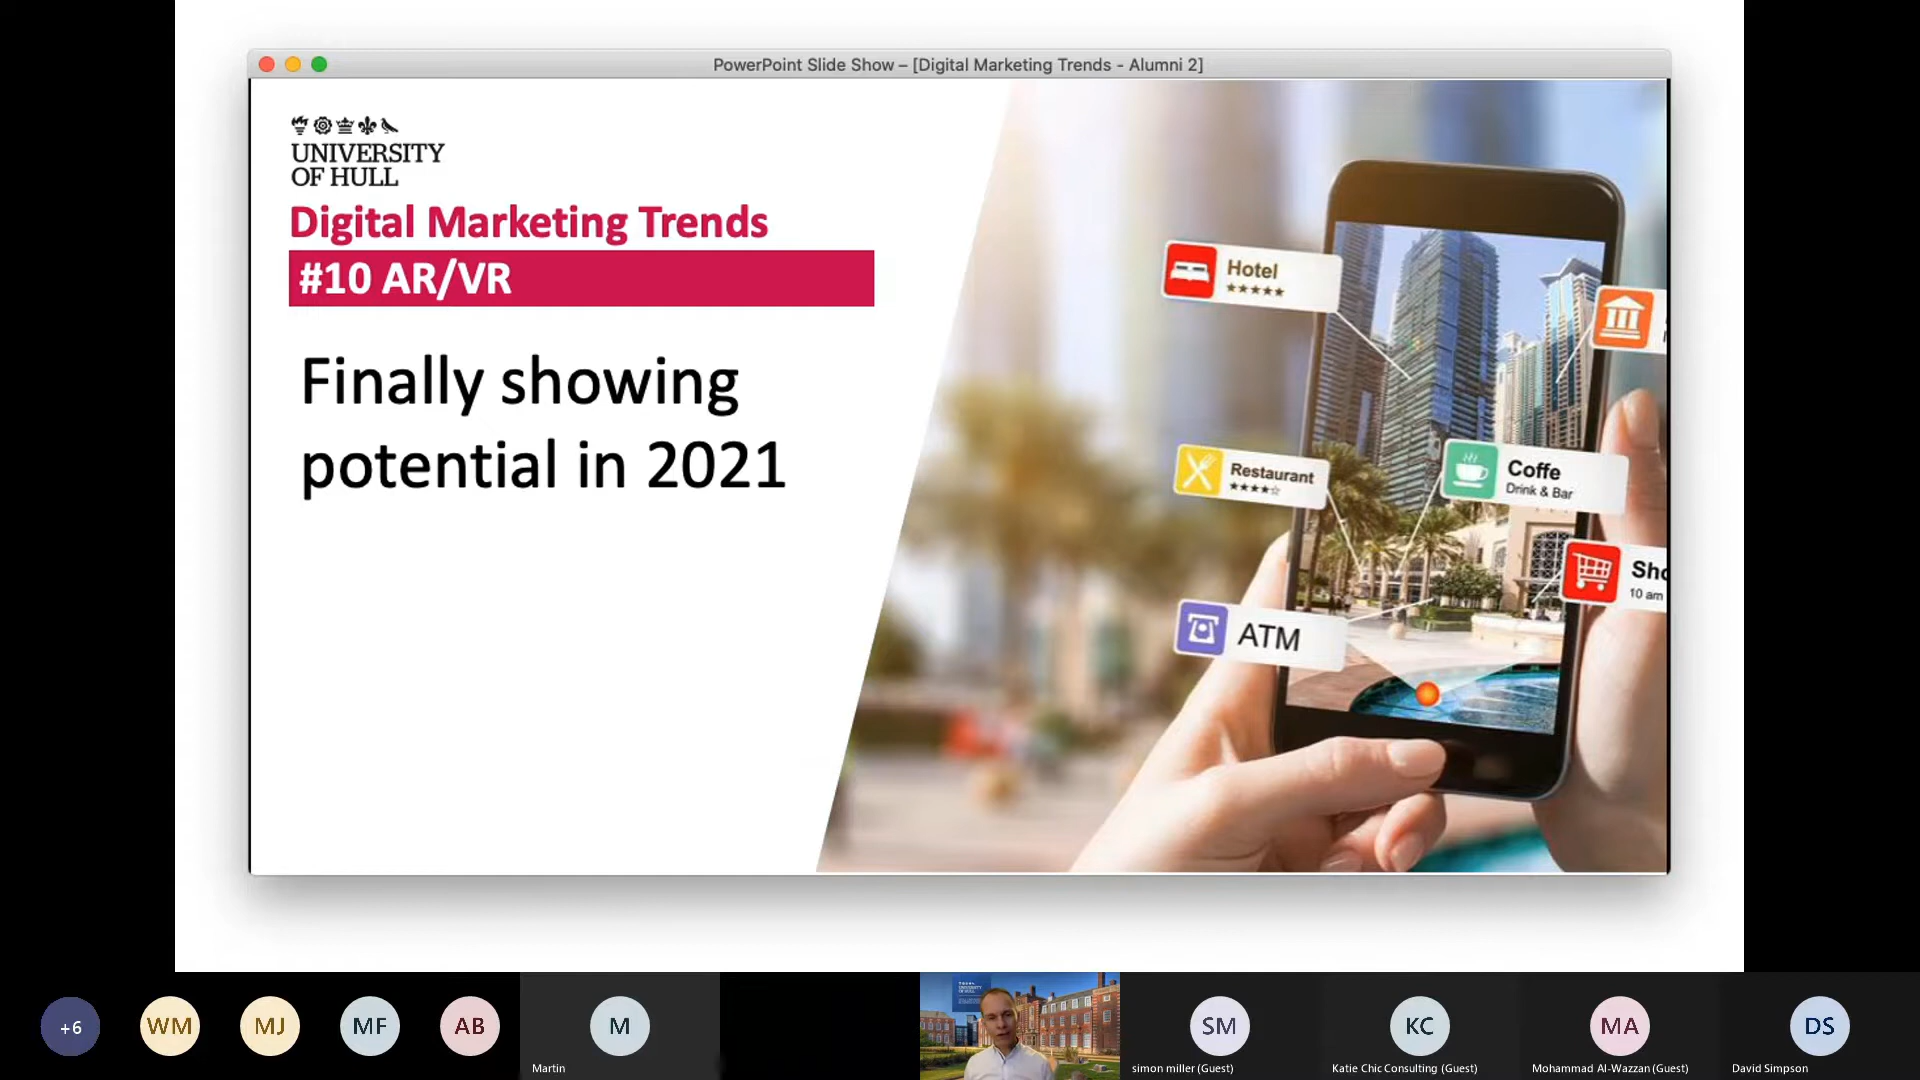 PowerPoint Slide Show – [Digital Marketing Trends - Alumni 2]
UNIVERSITY
OF HULL
Digital Marketing Trends
#10 AR/VR
Finally showing
potential in 2021
Hotel
★★★★★
Restaurant
★★★★☆
Coffe
Drink & Bar
Sho
10 am
ATM
+6
WM
MJ
MF
AB
M
Martin
SM
simon miller (Guest)
KC
Katie Chic Consulting (Guest)
MA
Mohammad Al-Wazzan (Guest)
DS
David Simpson